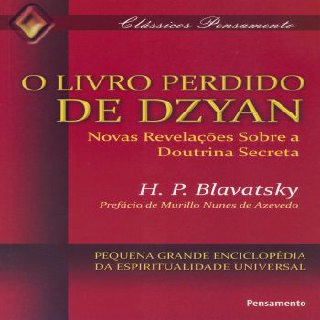 Clássicos Pensamento
O LIVRO PERDIDO
DE DZYAN
Novas Revelações Sobre a
Doutrina Secreta
H. P. Blavatsky
Prefácio de Murillo Nunes de Azevedo
PEQUENA GRANDE ENCICLOPÉDIA
DA ESPIRITUALIDADE UNIVERSAL
Pensamento